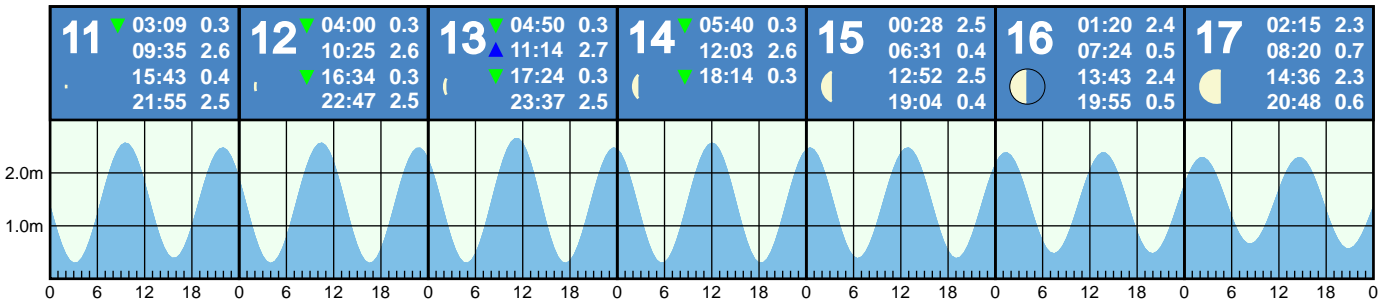 11 ▼ 03:09 0.3
09:35 2.6
15:43 0.4
21:55 2.5
12 ▼ 04:00 0.3
10:25 2.6
▼ 16:34 0.3
22:47 2.5
13 ▼ 04:50 0.3
▲ 11:14 2.7
▼ 17:24 0.3
23:37 2.5
14 ▼ 05:40 0.3
12:03 2.6
▼ 18:14 0.3
15 00:28 2.5
06:31 0.4
12:52 2.5
19:04 0.4
16 01:20 2.4
07:24 0.5
13:43 2.4
19:55 0.5
17 02:15 2.3
08:20 0.7
14:36 2.3
20:48 0.6
2.0m
1.0m
0 6 12 18 0 6 12 18 0 6 12 18 0 6 12 18 0 6 12 18 0 6 12 18 0 6 12 18 0